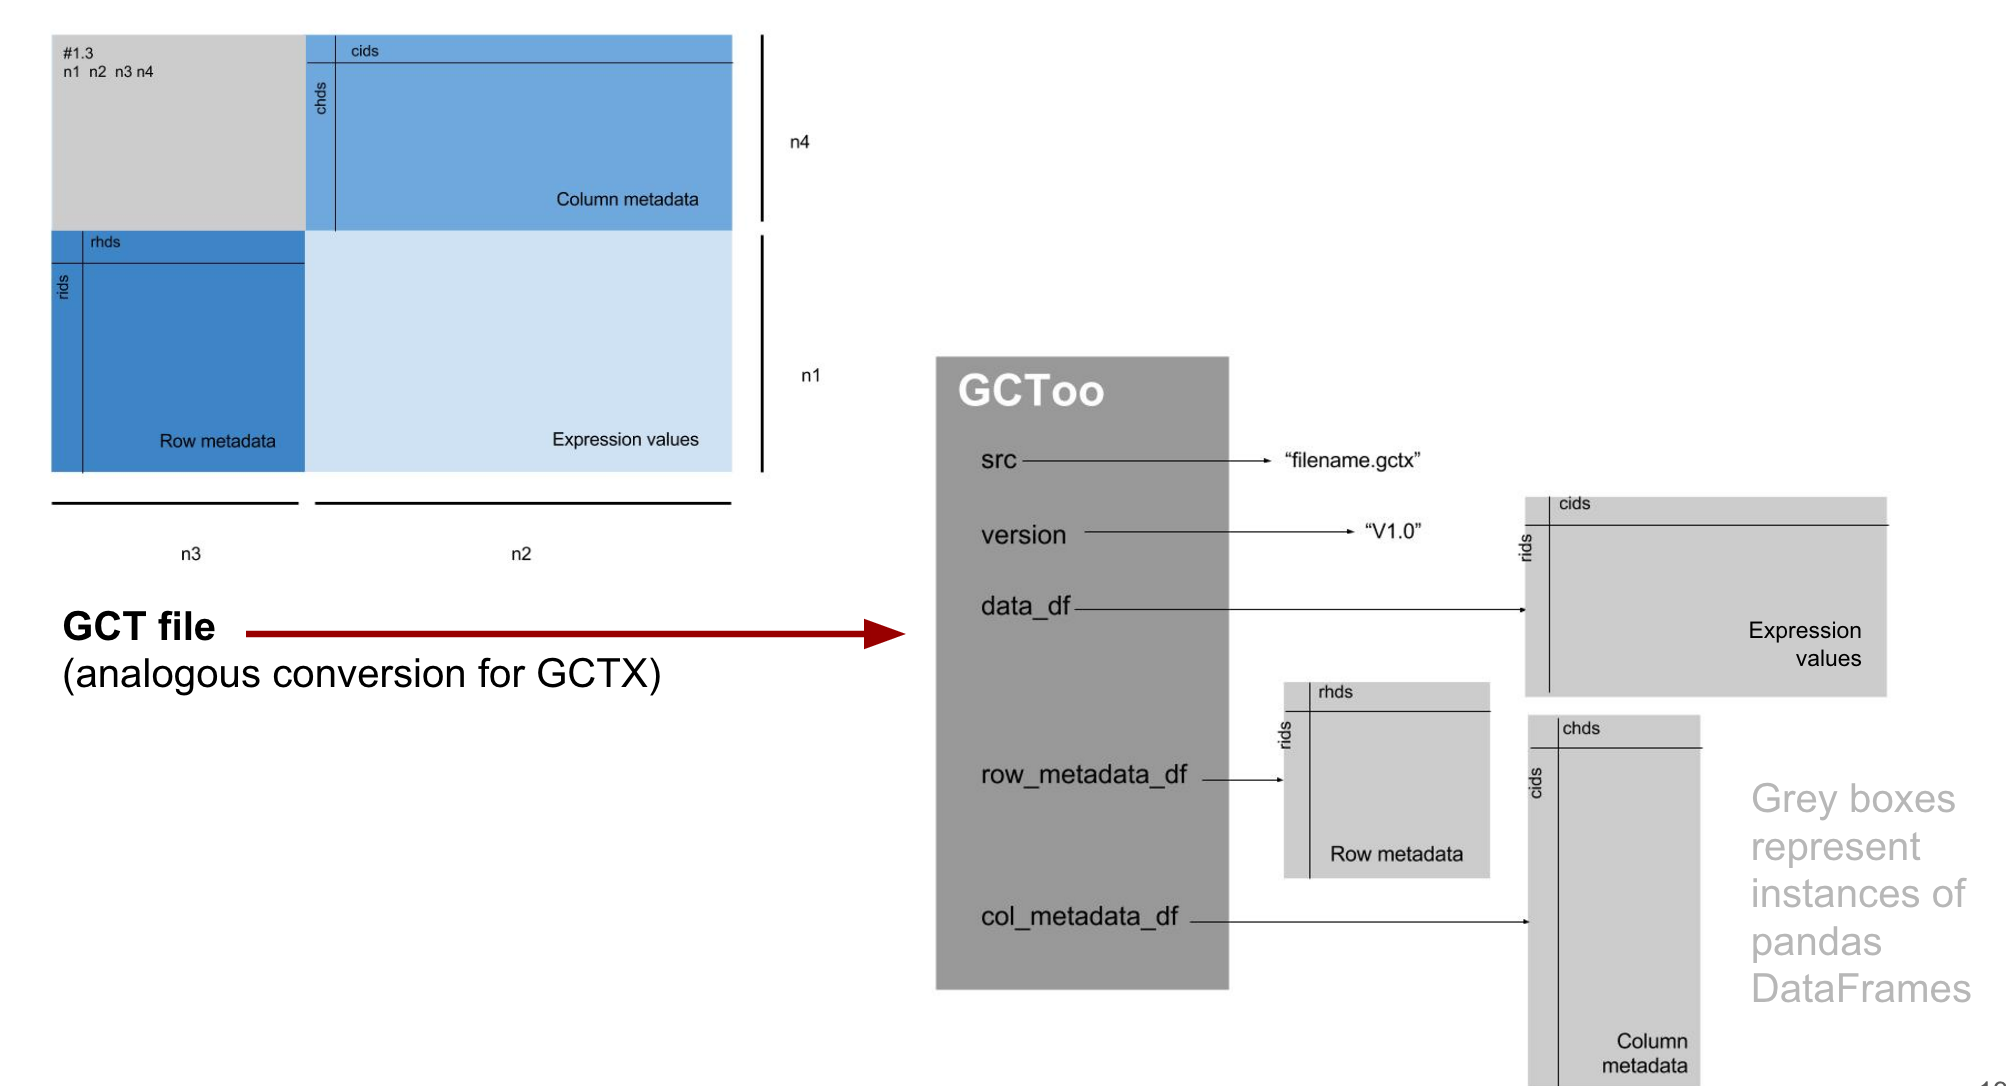 #1.3
n1 n2 n3 n4
cids
chds
Column metadata
n4
rhds
rids
Row metadata
Expression values
n1
n3
n2
GCT file
(analogous conversion for GCTX)
GCToo
src
“filename.gctx”
version
“V1.0”
data_df
cids
rids
Expression
values
row_metadata_df
rhds
rids
Row metadata
col_metadata_df
chds
cids
Column
metadata
Grey boxes
represent
instances of
pandas
DataFrames